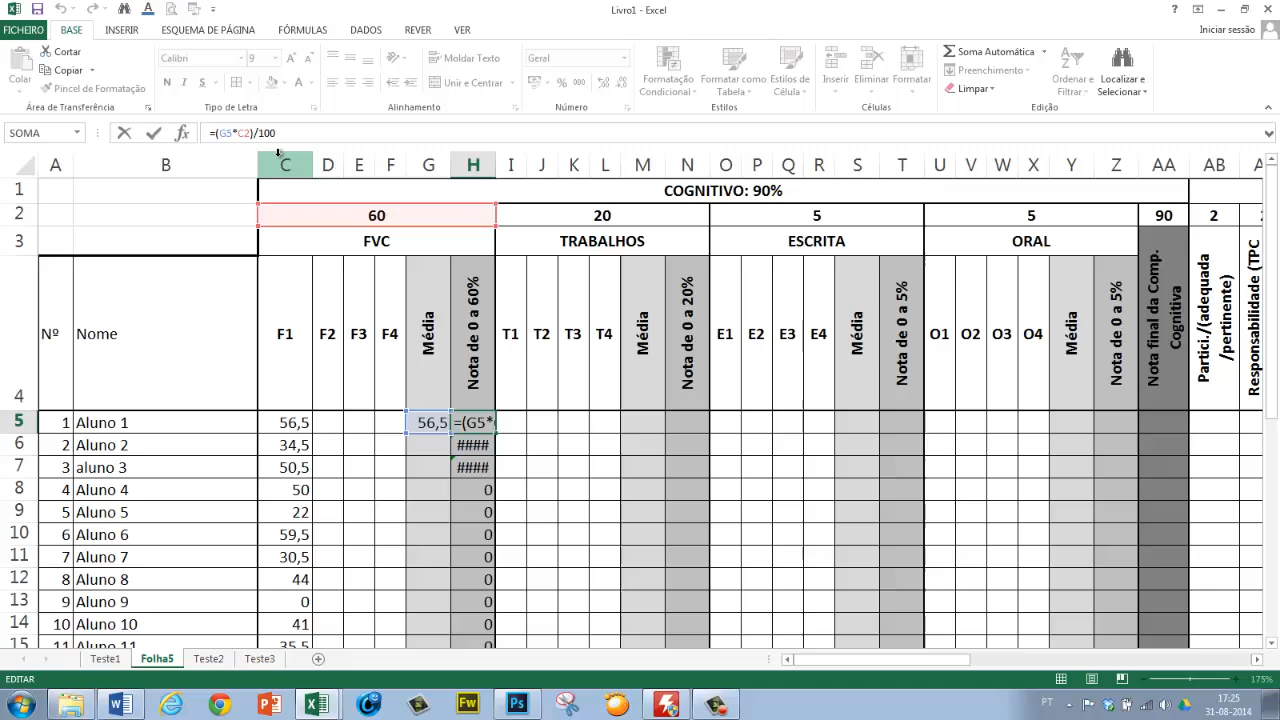 Livro1 - Excel
FICHEIRO BASE INSERIR ESQUEMA DE PÁGINA FÓRMULAS DADOS REVER VER Iniciar sessão
Colar Cortar Copiar Pincel de Formatação
Calibri 9 N I S A
Moldar Texto Unir e Centrar
Geral % 000
Formatação Condicional Formatar como Tabela Estilos de Célula
Inserir Eliminar Formatar
Soma Automática Preenchimento Limpar
Ordenar e Filtrar Localizar e Selecionar
Área de Transferência Tipo de Letra Alinhamento Número Estilos Células Edição
SOMA =(G5*C2)/100
A B C D E F G H I J K L M N O P Q R S T U V W X Y Z AA AB
1 COGNITIVO: 90%
2 60 20 5 5 90 2
3 FVC TRABALHOS ESCRITA ORAL
4 Nº Nome F1 F2 F3 F4 Média Nota de 0 a 60% T1 T2 T3 T4 Média Nota de 0 a 20% E1 E2 E3 E4 Média Nota de 0 a 5% O1 O2 O3 O4 Média Nota de 0 a 5% Nota final da Comp. Cognitiva Partici./(adequada /pertinente) Responsabilidade (TPC
5 1 Aluno 1 56,5 56,5 =(G5*
6 2 Aluno 2 34,5 ####
7 3 aluno 3 50,5 ####
8 4 Aluno 4 50 0
9 5 Aluno 5 22 0
10 6 Aluno 6 59,5 0
11 7 Aluno 7 30,5 0
12 8 Aluno 8 44 0
13 9 Aluno 9 0 0
14 10 Aluno 10 41 0
15 11 Aluno 11 35,5 0
Teste1 Folha5 Teste2 Teste3
EDITAR 175%
PT 17:25
31-08-2014